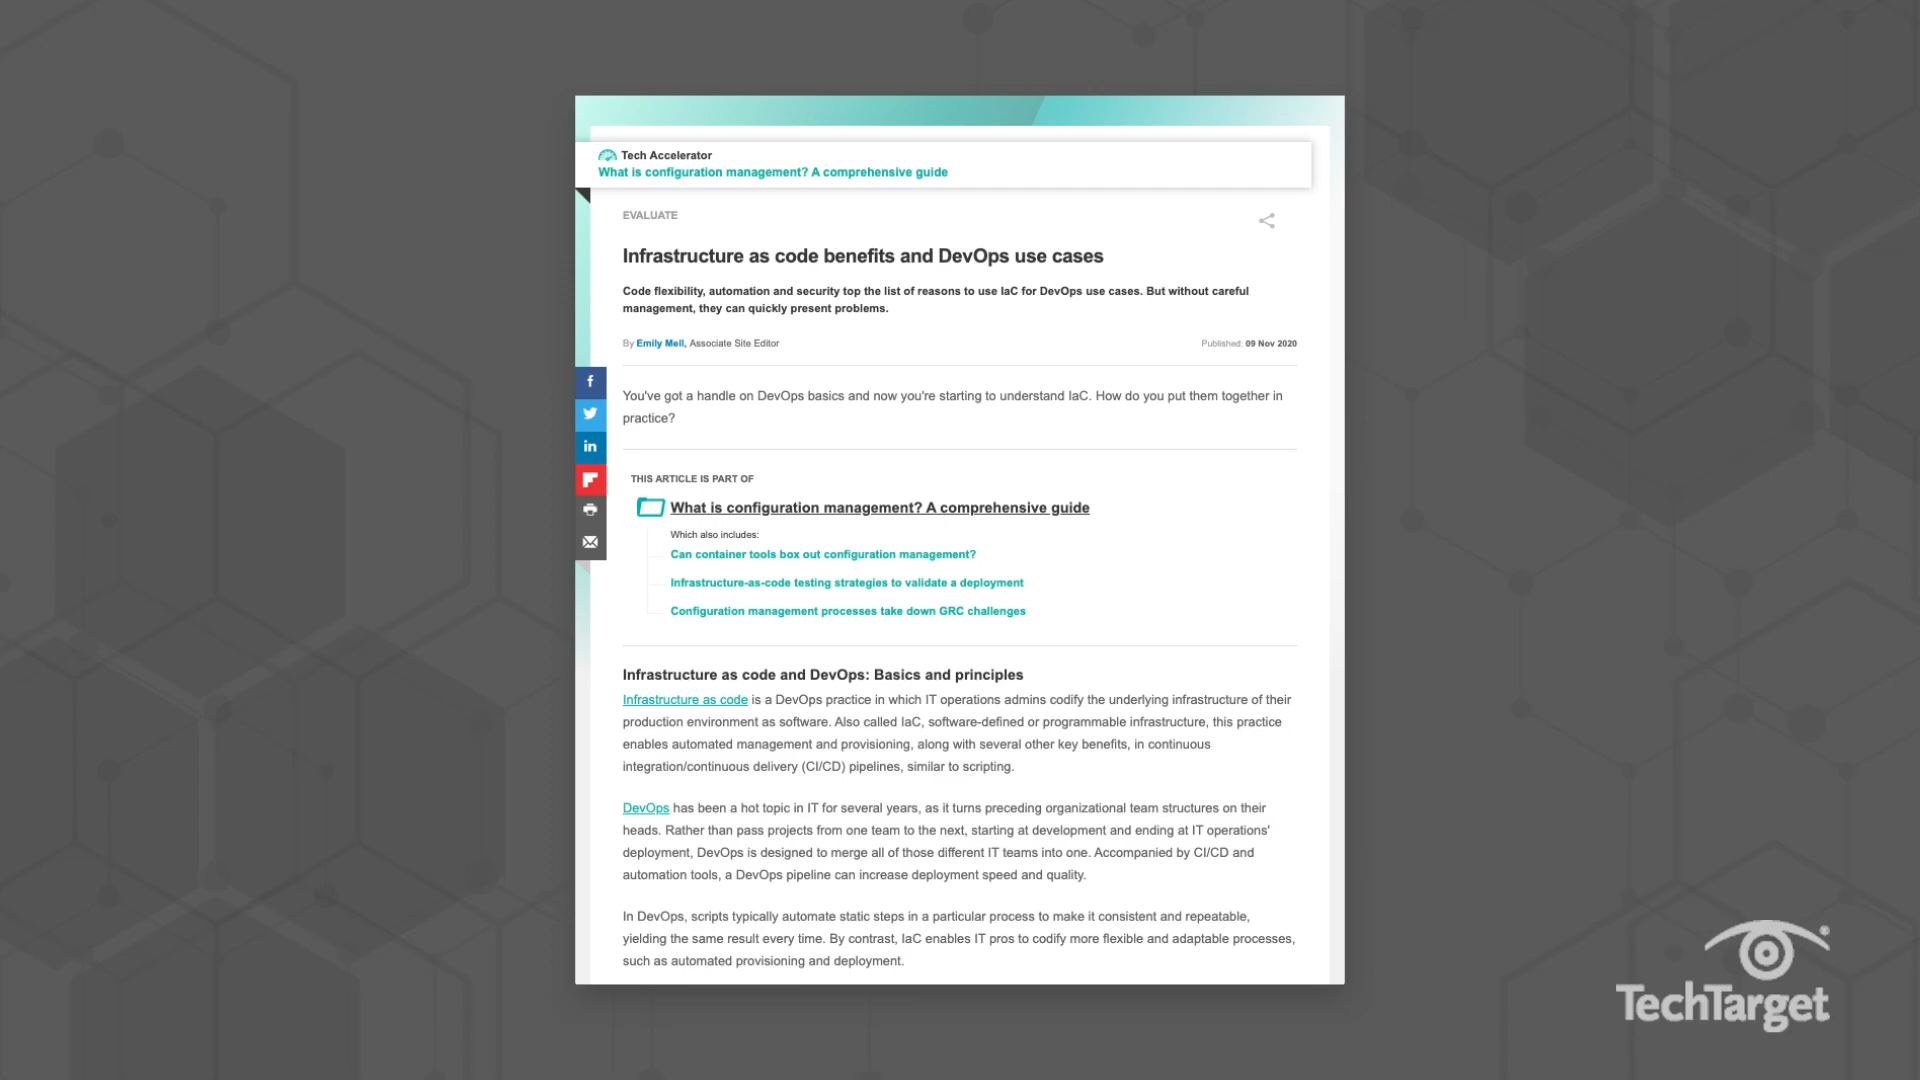 Tech Accelerator
What is configuration management? A comprehensive guide
EVALUATE
Infrastructure as code benefits and DevOps use cases
Code flexibility, automation and security top the list of reasons to use IaC for DevOps use cases. But without careful
management, they can quickly present problems.
By Emily Mell, Associate Site Editor
Published: 09 Nov 2020
You've got a handle on DevOps basics and now you're starting to understand IaC. How do you put them together in
practice?
THIS ARTICLE IS PART OF
What is configuration management? A comprehensive guide
Which also includes:
Can container tools box out configuration management?
Infrastructure-as-code testing strategies to validate a deployment
Configuration management processes take down GRC challenges
Infrastructure as code and DevOps: Basics and principles
Infrastructure as code is a DevOps practice in which IT operations admins codify the underlying infrastructure of their
production environment as software. Also called IaC, software-defined or programmable infrastructure, this practice
enables automated management and provisioning, along with several other key benefits, in continuous
integration/continuous delivery (CI/CD) pipelines, similar to scripting.
DevOps has been a hot topic in IT for several years, as it turns preceding organizational team structures on their
heads. Rather than pass projects from one team to the next, starting at development and ending at IT operations'
deployment, DevOps is designed to merge all of those different IT teams into one. Accompanied by CI/CD and
automation tools, a DevOps pipeline can increase deployment speed and quality.
In DevOps, scripts typically automate static steps in a particular process to make it consistent and repeatable,
yielding the same result every time. By contrast, IaC enables IT pros to codify more flexible and adaptable processes,
such as automated provisioning and deployment.
TechTarget